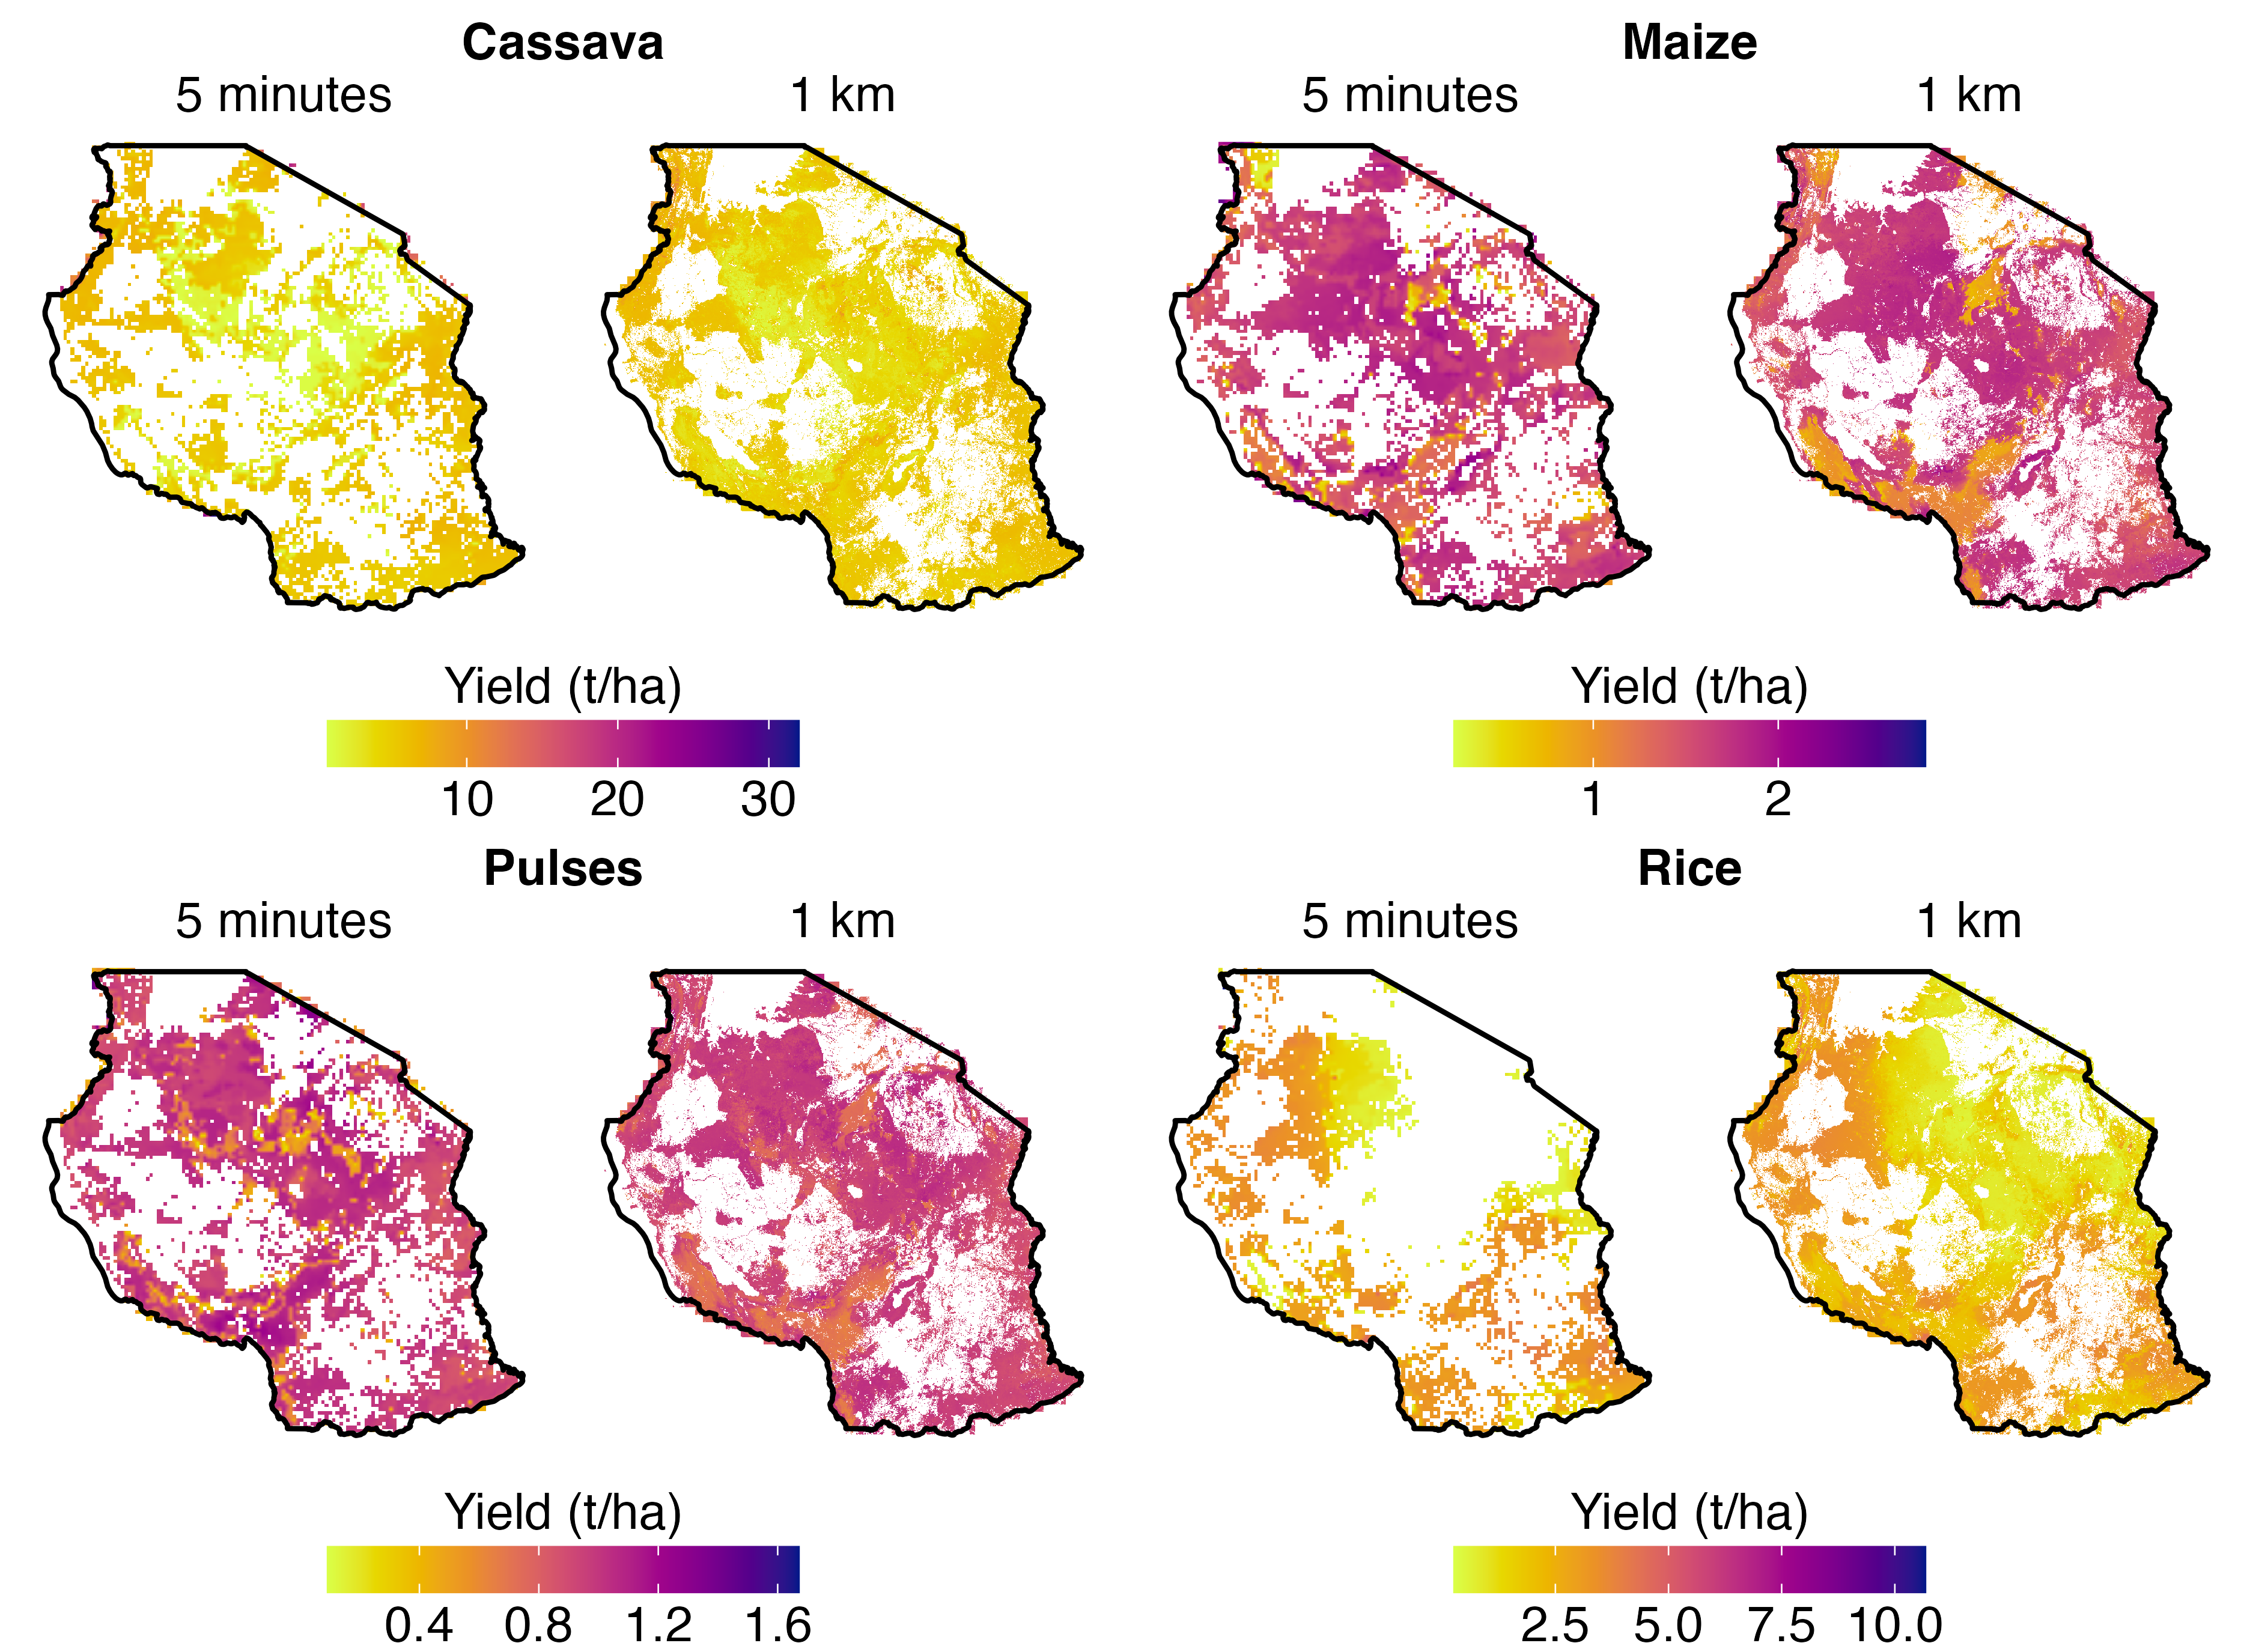 Cassava
5 minutes 1 km
Yield (t/ha)
10 20 30
Maize
5 minutes 1 km
Yield (t/ha)
1 2
Pulses
5 minutes 1 km
Yield (t/ha)
0.4 0.8 1.2 1.6
Rice
5 minutes 1 km
Yield (t/ha)
2.5 5.0 7.5 10.0